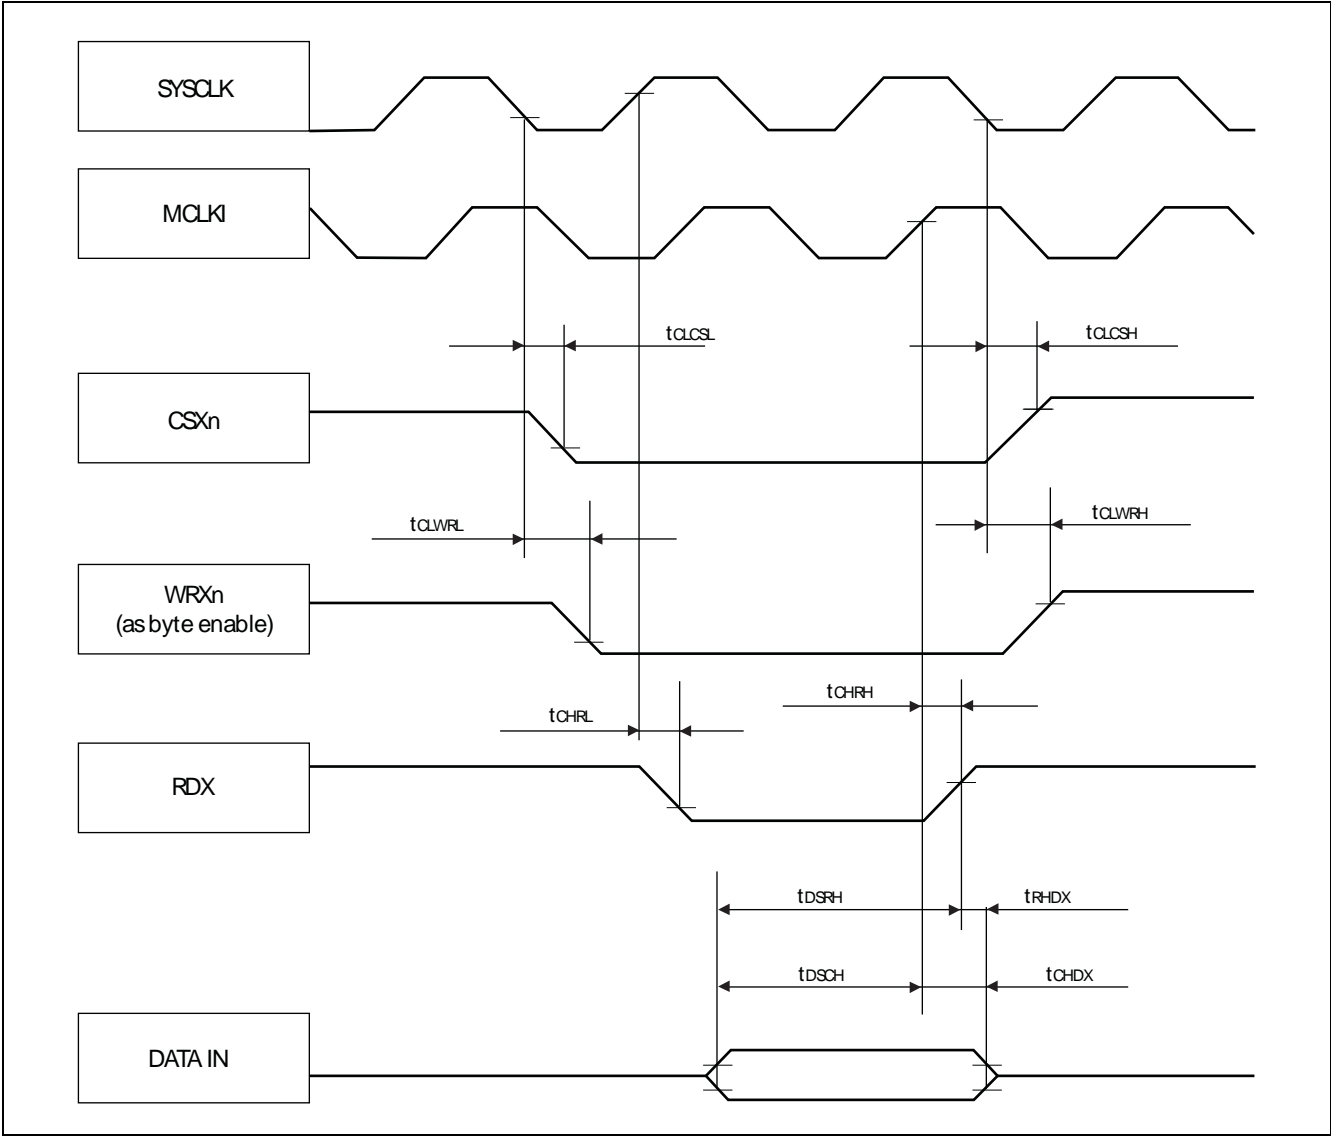 SYSCLK
MCLKI
tCLCSL
tCLCSH
CSXn
tCLWRL
tCLWRH
WRXn
(as byte enable)
tCHRL
tCHRH
RDX
tDSRH
tRHDX
tDSCH
tCHDX
DATA IN